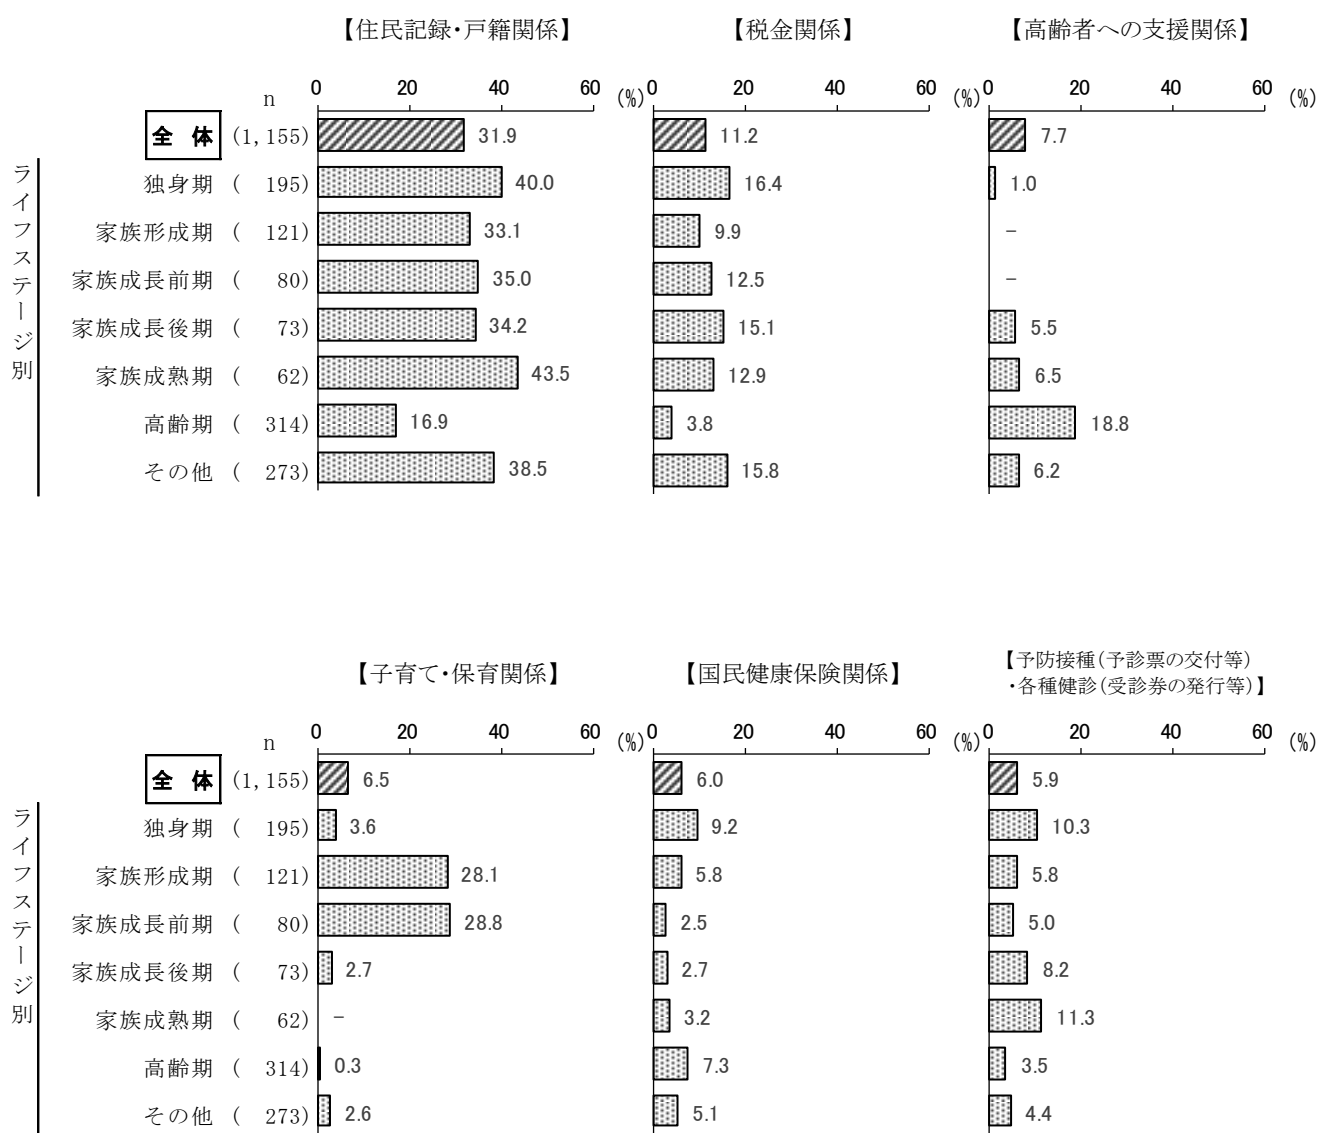 【住民記録・戸籍関係】 【税金関係】 【高齢者への支援関係】
n 0 20 40 60 (%) 0 20 40 60 (%) 0 20 40 60 (%)
全 体 (1,155) 31.9 11.2 7.7
ライフステージ別
独身期 ( 195) 40.0 16.4 1.0
家族形成期 ( 121) 33.1 9.9 −
家族成長前期 ( 80) 35.0 12.5 −
家族成長後期 ( 73) 34.2 15.1 5.5
家族成熟期 ( 62) 43.5 12.9 6.5
高齢期 ( 314) 16.9 3.8 18.8
その他 ( 273) 38.5 15.8 6.2
【子育て・保育関係】 【国民健康保険関係】 【予防接種(予診票の交付等)
・各種健診(受診券の発行等)】
n 0 20 40 60 (%) 0 20 40 60 (%) 0 20 40 60 (%)
全 体 (1,155) 6.5 6.0 5.9
ライフステージ別
独身期 ( 195) 3.6 9.2 10.3
家族形成期 ( 121) 28.1 5.8 5.8
家族成長前期 ( 80) 28.8 2.5 5.0
家族成長後期 ( 73) 2.7 2.7 8.2
家族成熟期 ( 62) − 3.2 11.3
高齢期 ( 314) 0.3 7.3 3.5
その他 ( 273) 2.6 5.1 4.4